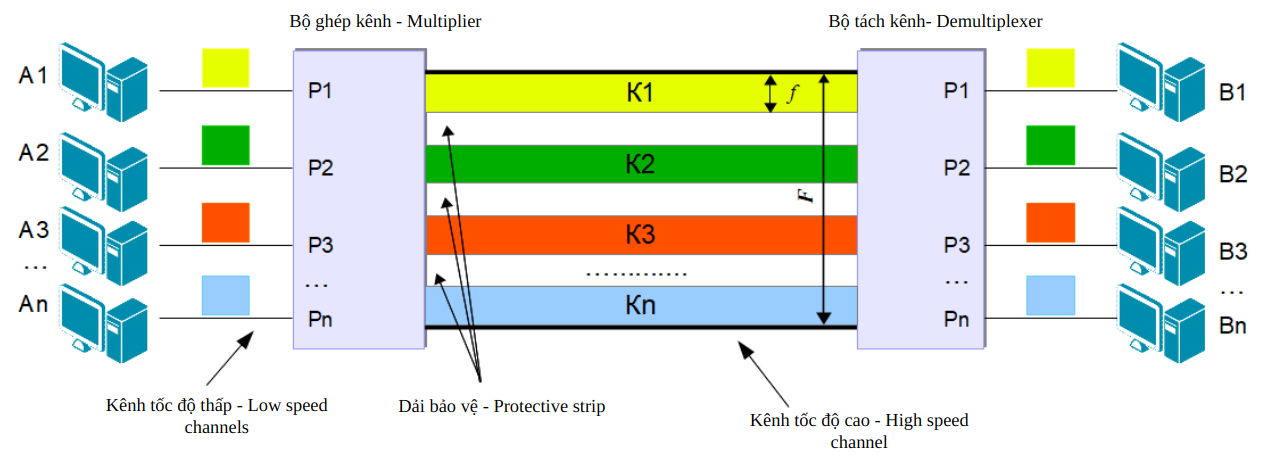 Bộ ghép kênh - Multiplier
Bộ tách kênh- Demultiplexer
A1
P1
K1
f
P1
B1
A2
P2
K2
P2
B2
F
A3
P3
K3
P3
B3
...
...
.............
...
...
An
Pn
Kn
Pn
Bn
Kênh tốc độ thấp - Low speed
channels
Dải bảo vệ - Protective strip
Kênh tốc độ cao - High speed
channel